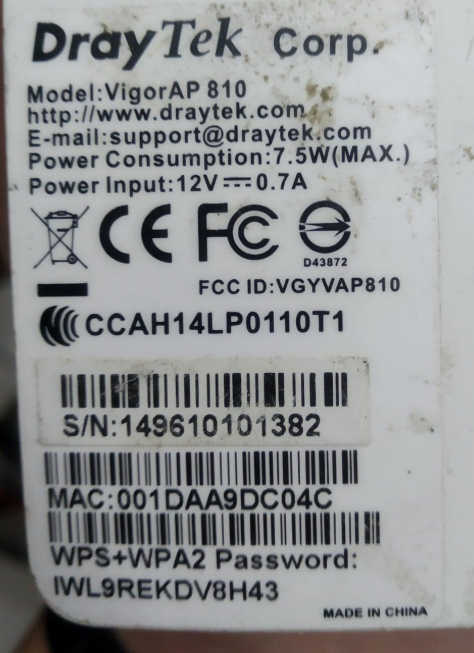 DrayTek Corp.
Model:VigorAP 810
http://www.draytek.com
E-mail:support@draytek.com
Power Consumption:7.5W(MAX.)
Power Input:12V⎓0.7A
CE FC
D43872
FCC ID:VGYVAP810
CCAH14LP0110T1
S/N:149610101382
MAC:001DAA9DC04C
WPS+WPA2 Password:
IWL9REKDV8H43
MADE IN CHINA